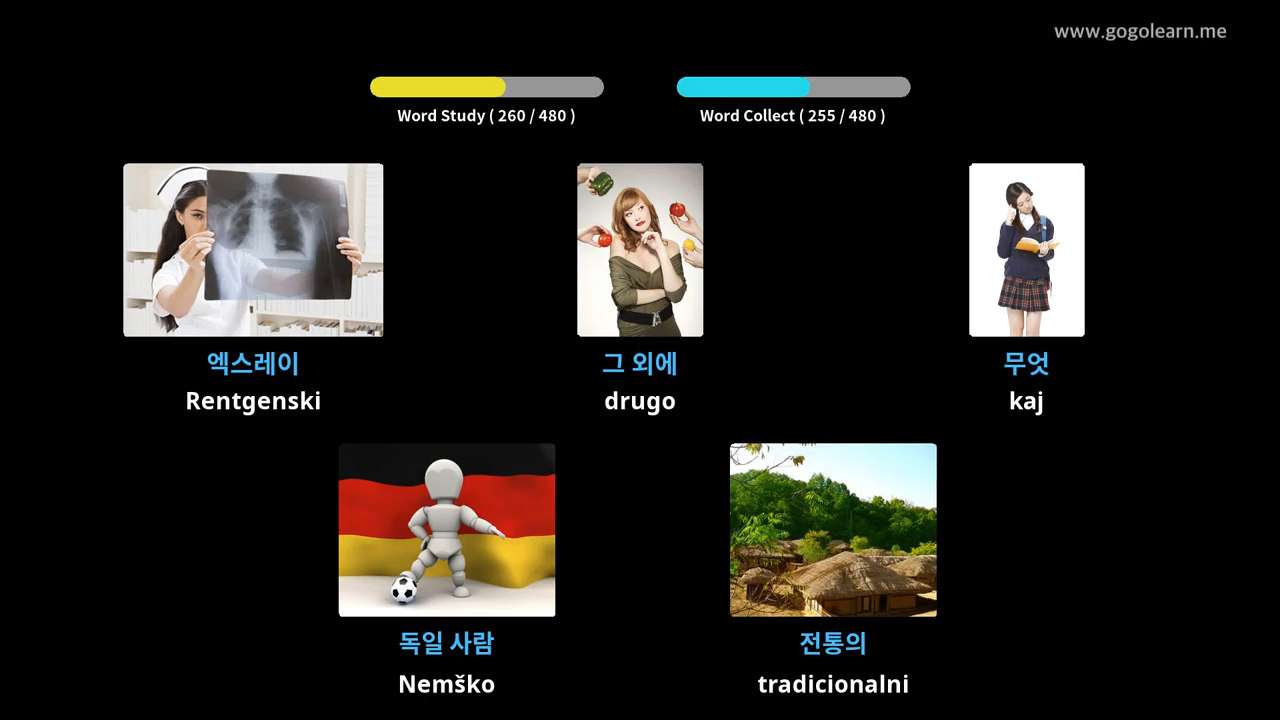 www.gogolearn.me
Word Study ( 260 / 480 )
Word Collect ( 255 / 480 )
엑스레이
Rentgenski
그 외에
drugo
무엇
kaj
독일 사람
Nemško
전통의
tradicionalni